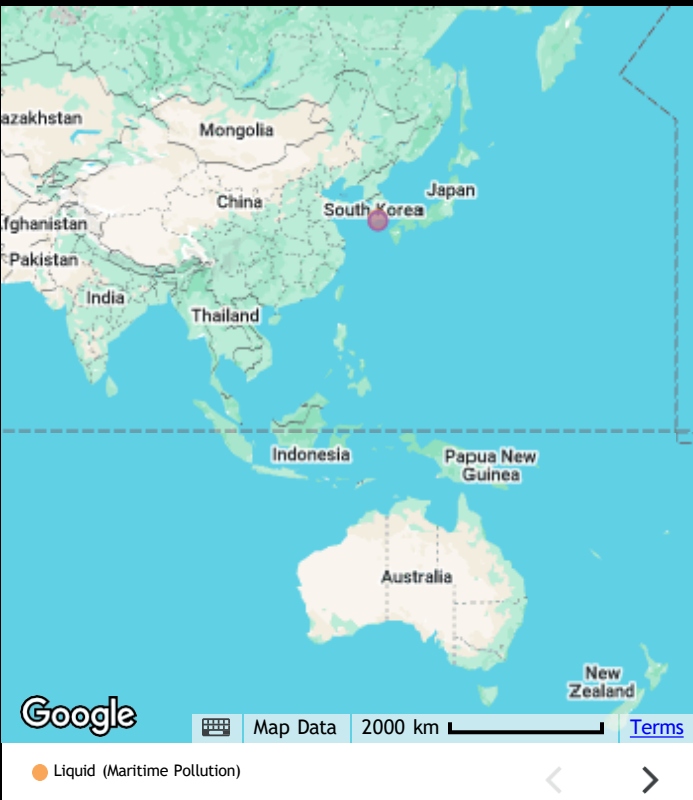 azakhstan
Mongolia
Japan
China
South Korea
fghanistan
Pakistan
India
Thailand
Indonesia
Papua New
Guinea
Australia
New
Zealand
Google
Map Data
2000 km
Terms
Liquid (Maritime Pollution)